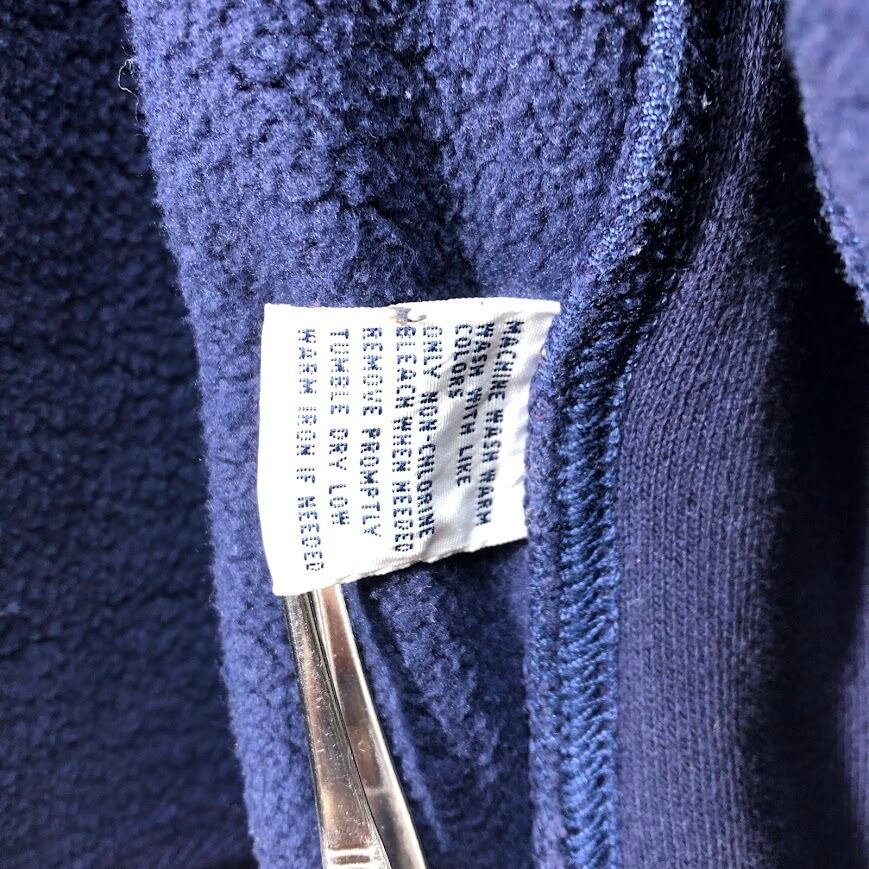 MACHINE WASH WARM
WASH WITH LIKE
COLORS
ONLY NON-CHLORINE
BLEACH WHEN NEEDED
REMOVE PROMPTLY
TUMBLE DRY LOW
WARM IRON IF NEEDED